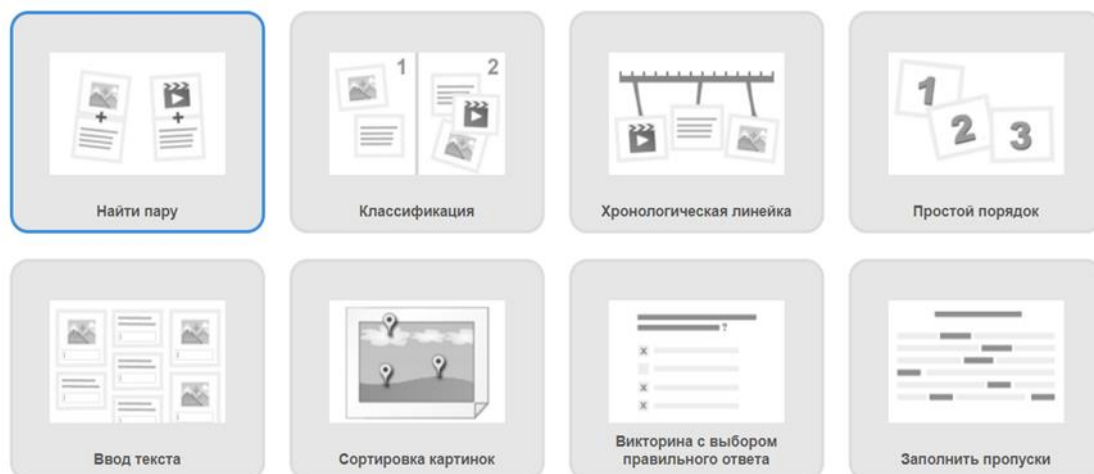 Найти пару
1
2
Классификация
Хронологическая линейка
1
2
3
Простой порядок
Ввод текста
Сортировка картинок
?
X
X
X
Викторина с выбором
правильного ответа
Заполнить пропуски